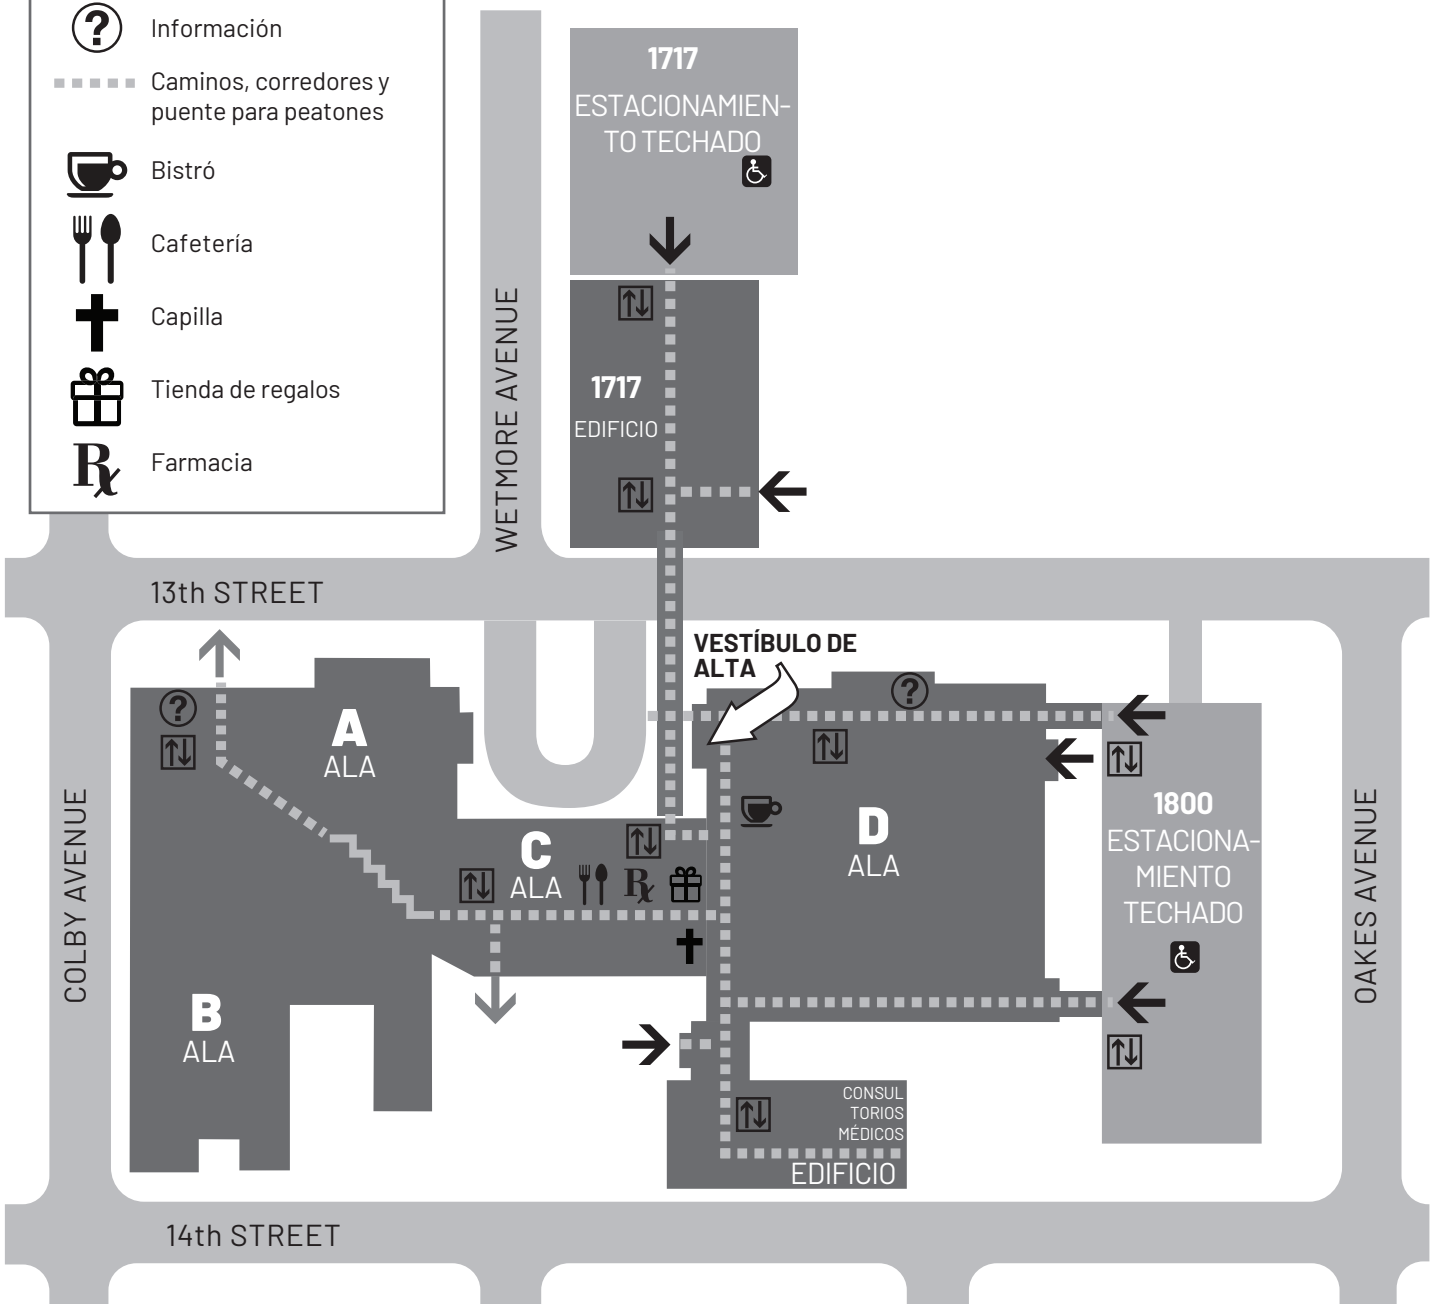 Información
Caminos, corredores y
puente para peatones
Bistró
Cafetería
Capilla
Tienda de regalos
Rx
Farmacia
1717
ESTACIONAMIEN-
TO TECHADO
WETMORE AVENUE
1717
EDIFICIO
13th STREET
VESTÍBULO DE
ALTA
?
A
ALA
?
C
ALA
Rx
D
ALA
1800
ESTACIONA-
MIENTO
TECHADO
COLBY AVENUE
OAKES AVENUE
B
ALA
CONSUL
TORIOS
MÉDICOS
EDIFICIO
14th STREET